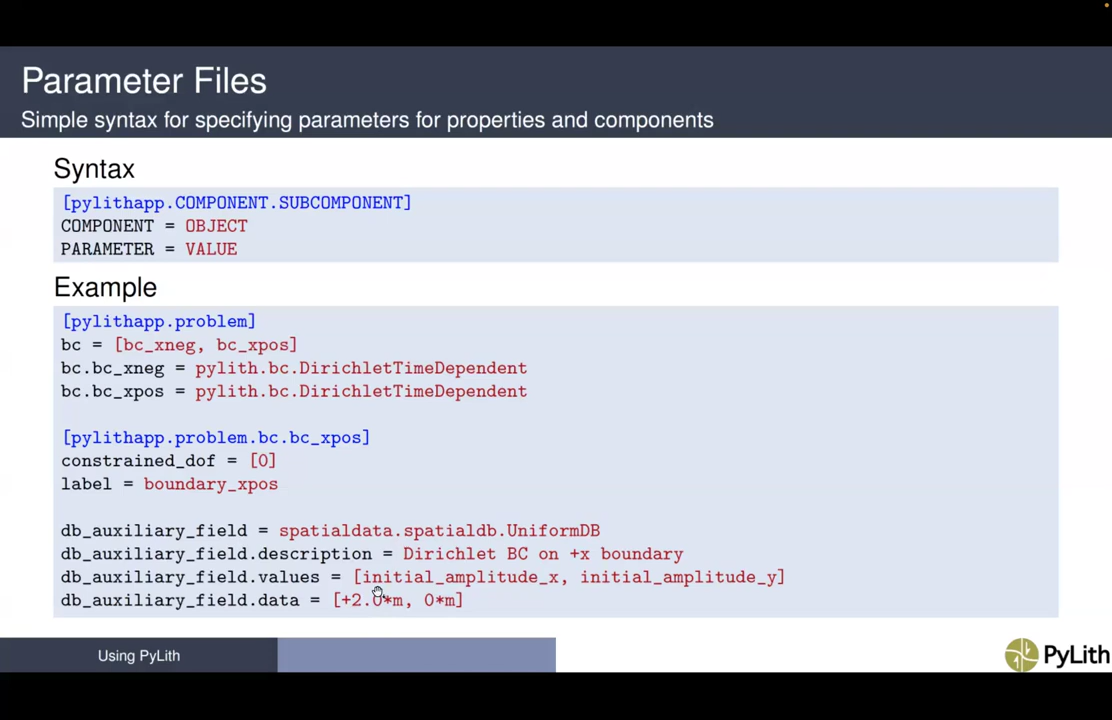 Parameter Files
Simple syntax for specifying parameters for properties and components
Syntax
[pylithapp.COMPONENT.SUBCOMPONENT]
COMPONENT = OBJECT
PARAMETER = VALUE
Example
[pylithapp.problem]
bc = [bc_xneg, bc_xpos]
bc.bc_xneg = pylith.bc.DirichletTimeDependent
bc.bc_xpos = pylith.bc.DirichletTimeDependent
[pylithapp.problem.bc.bc_xpos]
constrained_dof = [0]
label = boundary_xpos
db_auxiliary_field = spatialdata.spatialdb.UniformDB
db_auxiliary_field.description = Dirichlet BC on +x boundary
db_auxiliary_field.values = [initial_amplitude_x, initial_amplitude_y]
db_auxiliary_field.data = [+2.0*m, 0*m]
Using PyLith
PyLith